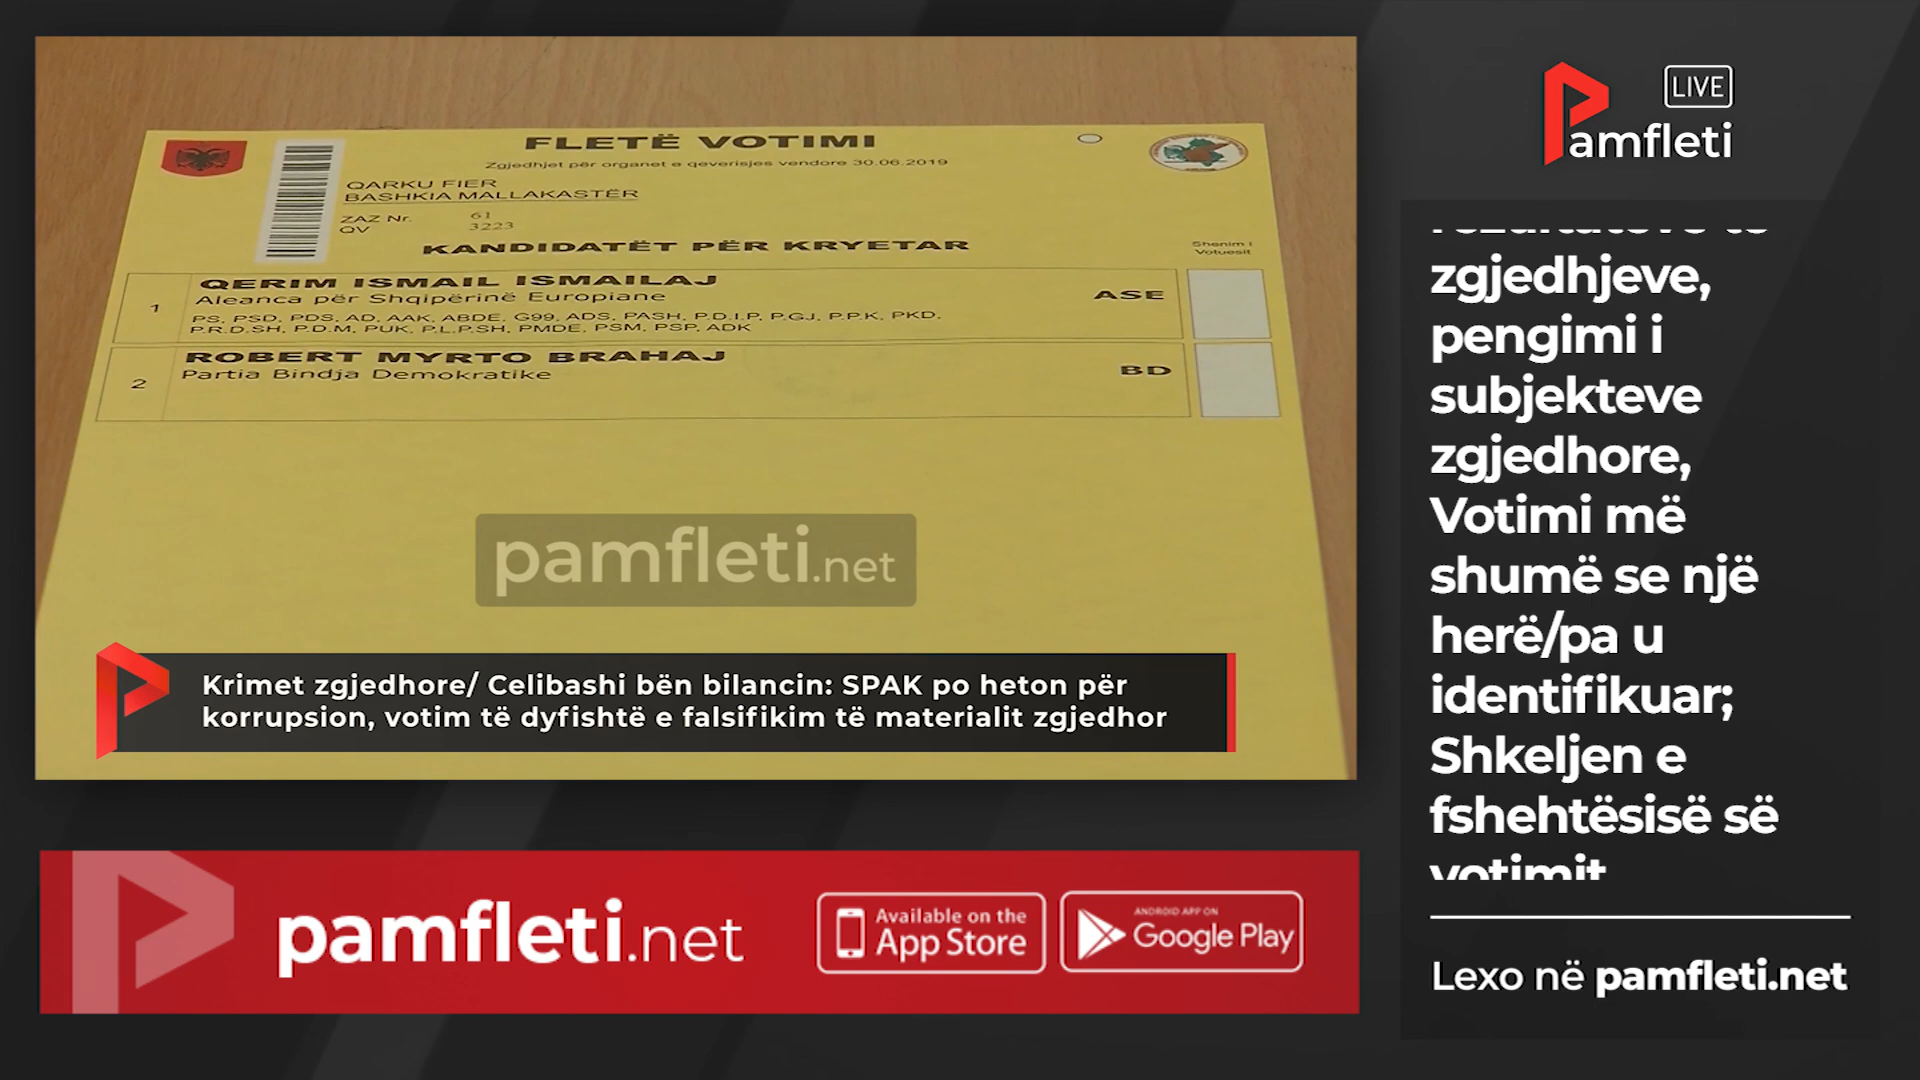 FLETË VOTIMI
Zgjedhjet për organet e qeverisjes vendore 30.06.2019
QARKU FIER
BASHKIA MALLAKASTËR
ZAZ Nr. 61
QV 3223
KANDIDATËT PËR KRYETAR
Shenim i
Votuesit
1
QERIM ISMAIL ISMAILAJ
Aleanca për Shqipërinë Europiane
ASE
PS, PSD, PDS, AD, AAK, ABDE, G99, ADS, PASH, P.D.I.P, P.GJ, P.P.K, PKD,
P.R.D.SH, P.D.M, PUK, P.L.P.SH, PMDE, PSM, PSP, ADK
2
ROBERT MYRTO BRAHAJ
Partia Bindja Demokratike
BD
pamfleti.net
Krimet zgjedhore/ Celibashi bën bilancin: SPAK po heton për
korrupsion, votim të dyfishtë e falsifikim të materialit zgjedhor
pamfleti.net
Available on the
App Store
ANDROID APP ON
Google Play
LIVE
Pamfleti
zgjedhjeve,
pengimi i
subjekteve
zgjedhore,
Votimi më
shumë se një
herë/pa u
identifikuar;
Shkeljen e
fshehtësisë së
votimit
Lexo në pamfleti.net